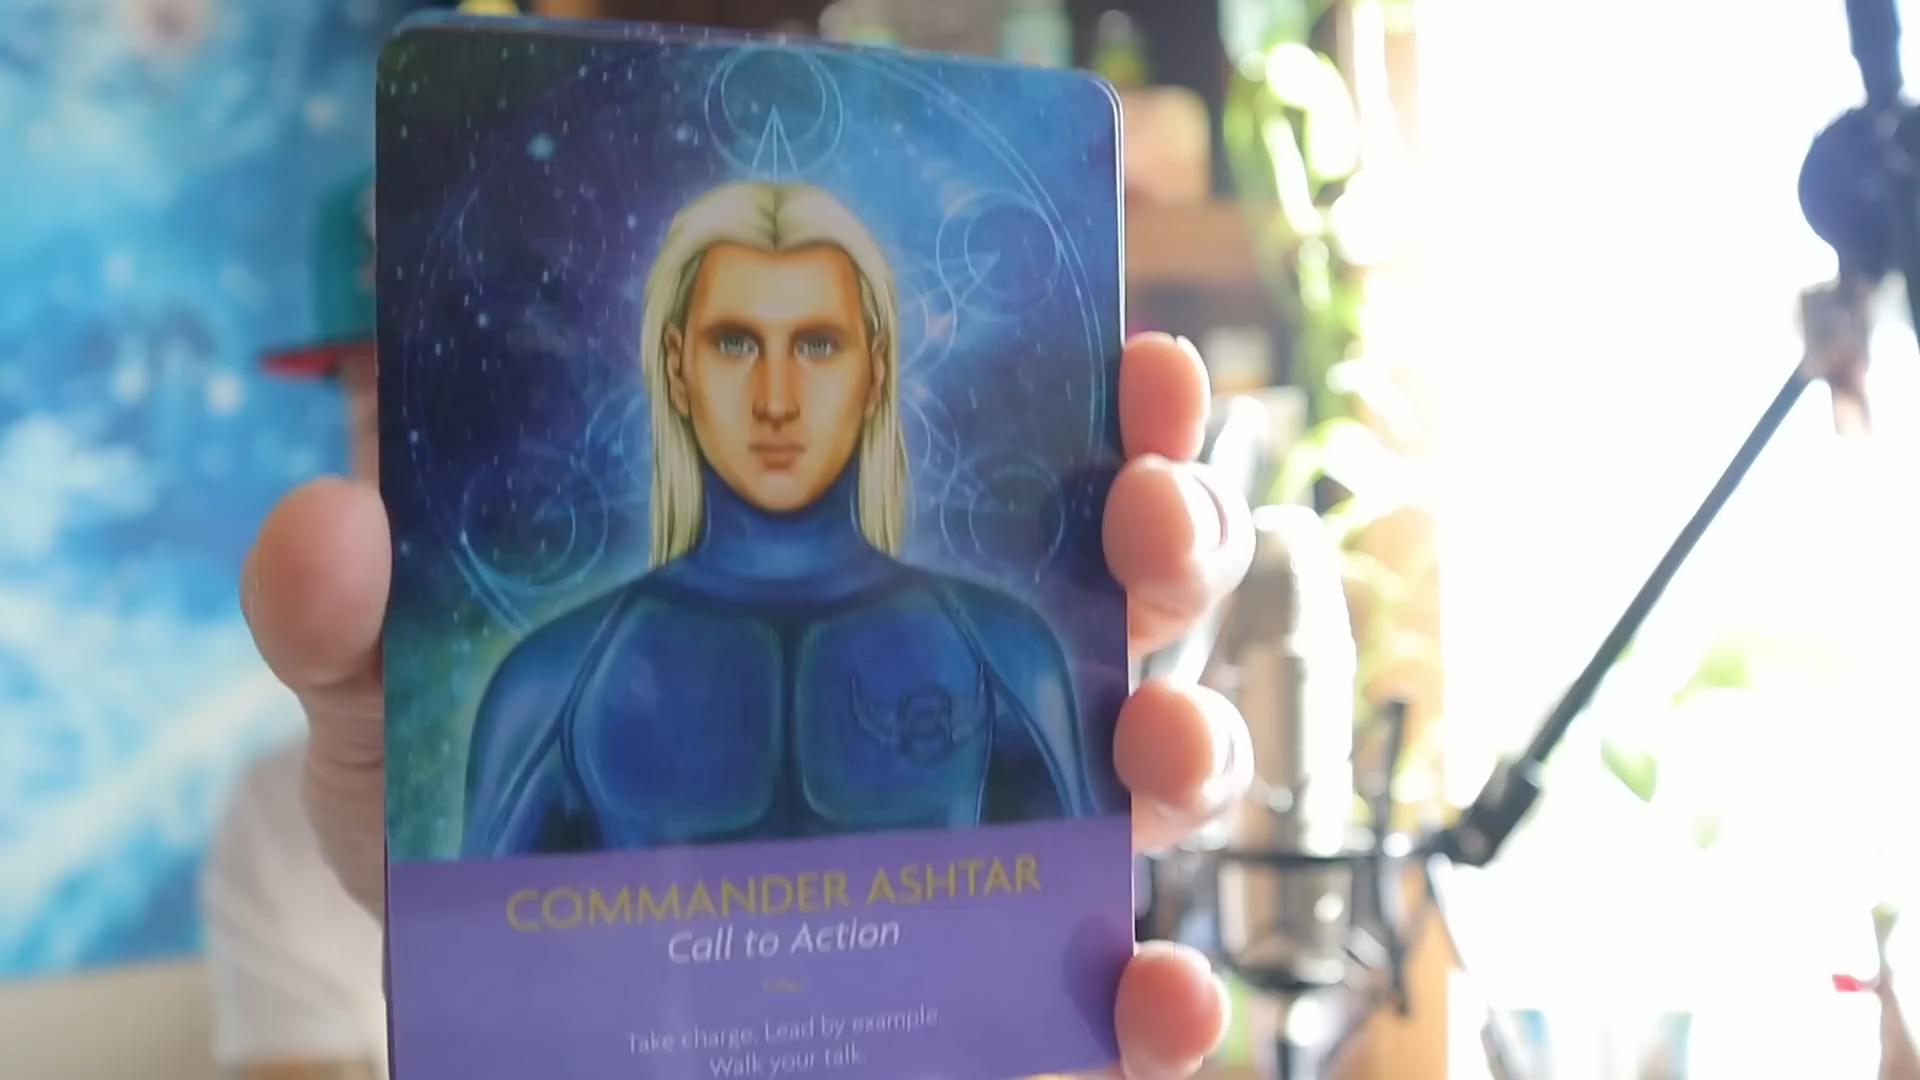 COMMANDER ASHTAR
Call to Action
Take charge. Lead by example.
Walk your talk.